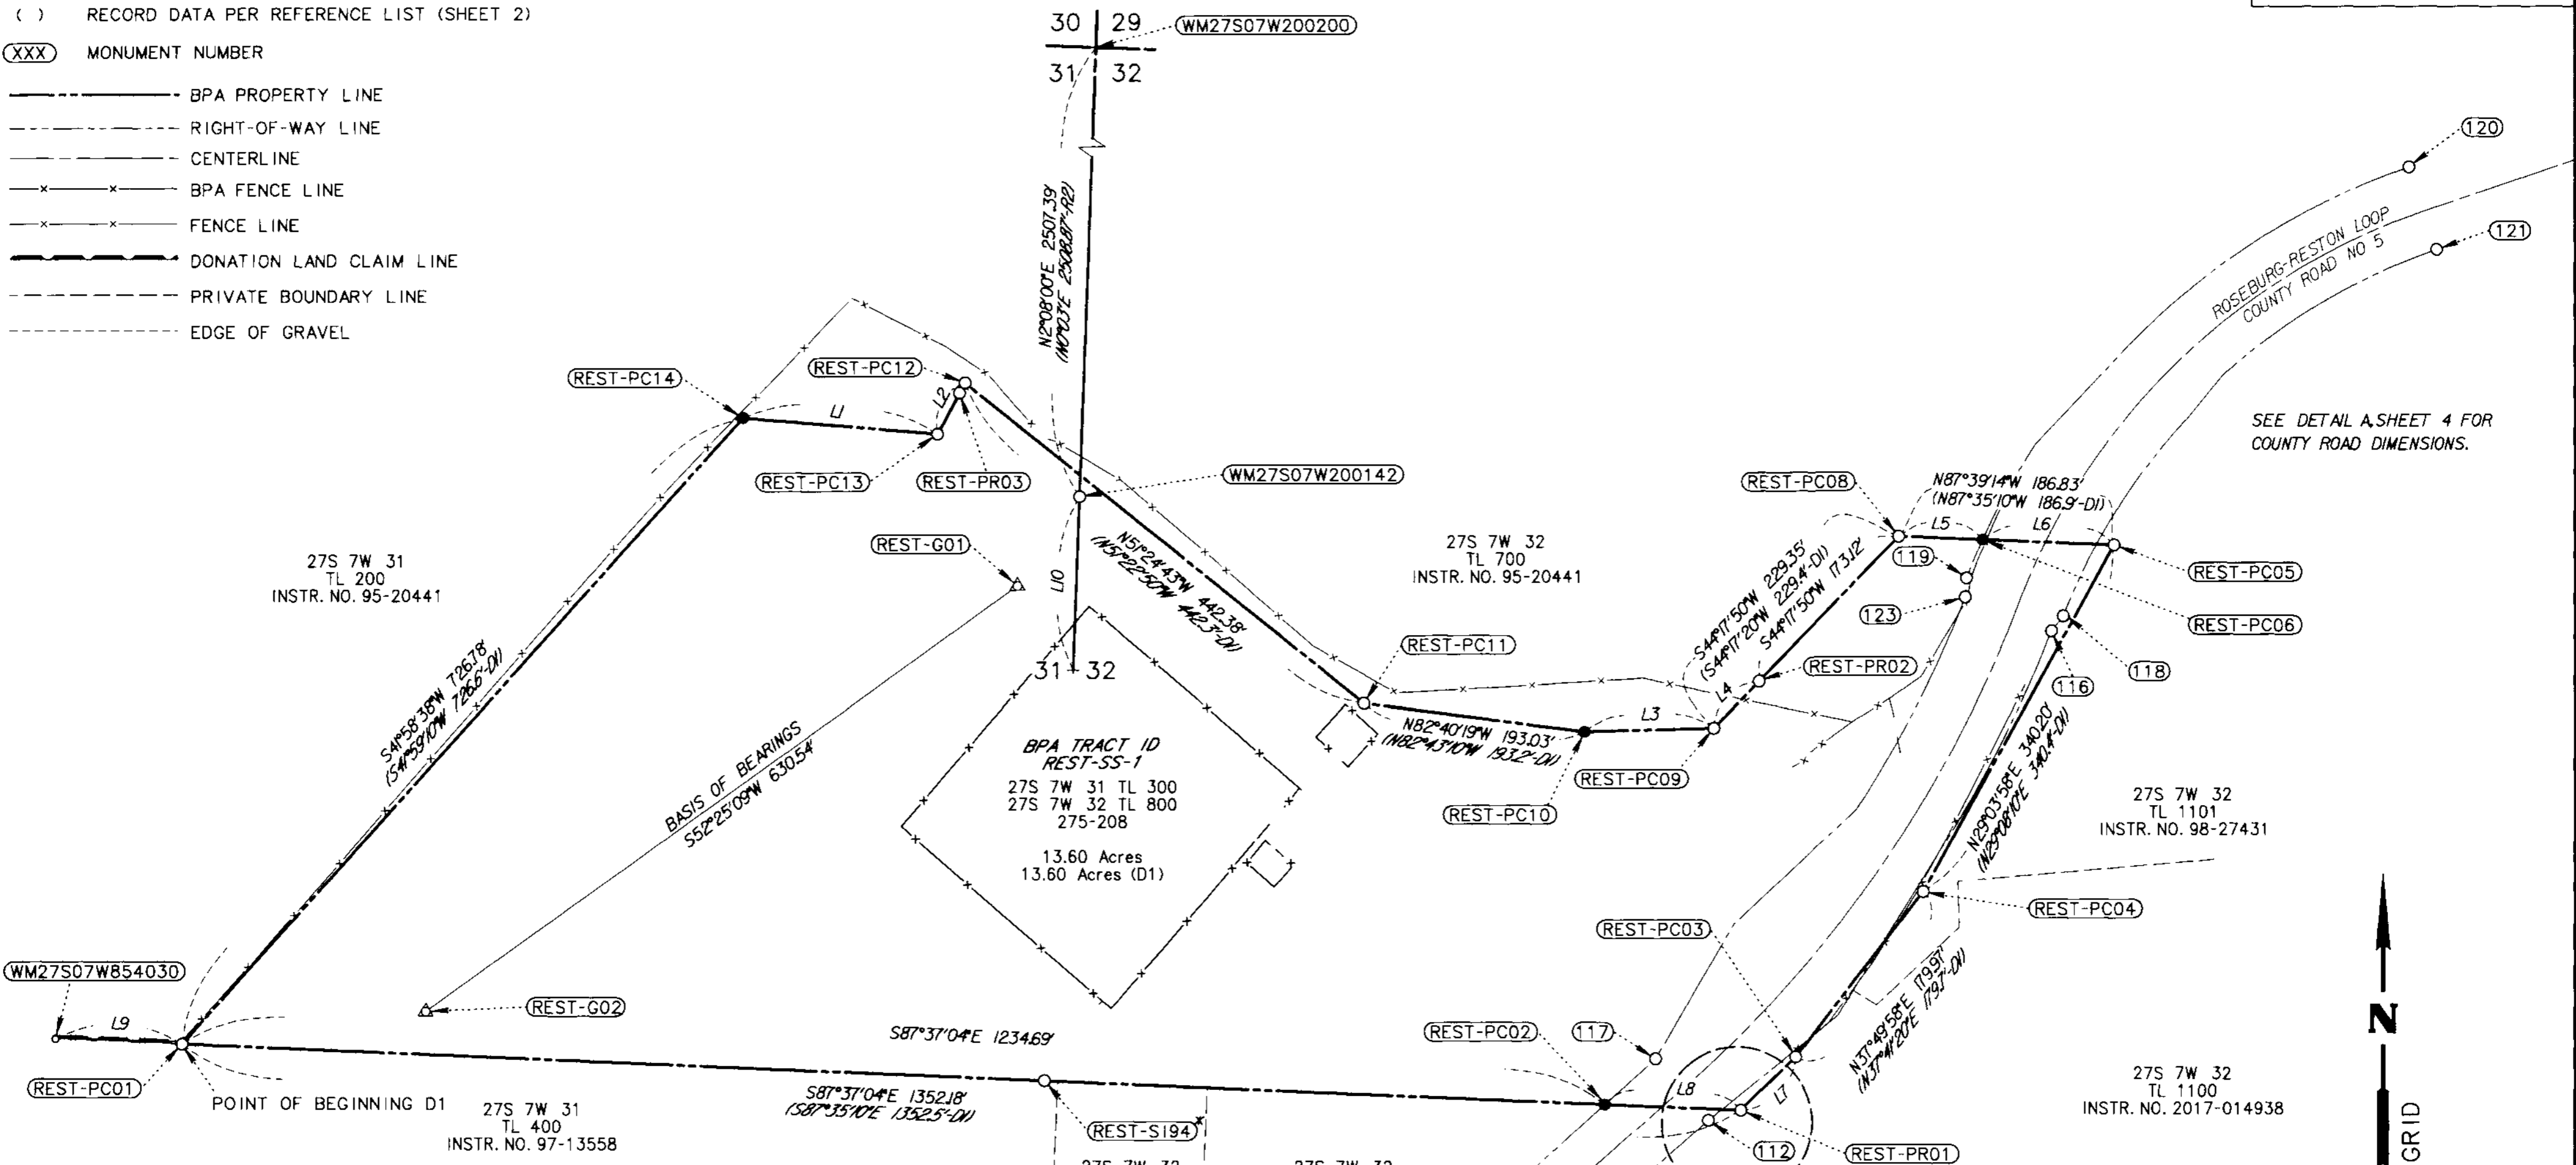 ( ) RECORD DATA PER REFERENCE LIST (SHEET 2)
XXX MONUMENT NUMBER
BPA PROPERTY LINE
RIGHT-OF-WAY LINE
CENTERLINE
BPA FENCE LINE
FENCE LINE
DONATION LAND CLAIM LINE
PRIVATE BOUNDARY LINE
EDGE OF GRAVEL
30 29
31 32
WM27S07W200200
N2°08'00"E 2507.39'
(N0°03'E 2508.87'-R2)
120
121
ROSEBURG-RESTON LOOP
COUNTY ROAD NO 5
SEE DETAIL A, SHEET 4 FOR
COUNTY ROAD DIMENSIONS.
REST-PC14
REST-PC12
L1
L2
REST-PC13
REST-PR03
WM27S07W200142
REST-G01
L10
31 32
N51°24'43"W 442.38'
(N51°22'50"W 442.3'-D1)
27S 7W 31
TL 200
INSTR. NO. 95-20441
27S 7W 32
TL 700
INSTR. NO. 95-20441
REST-PC08
N87°39'14"W 186.83'
(N87°35'10"W 186.9'-D1)
L5
L6
119
123
REST-PC05
REST-PC06
118
116
S44°17'50"W 229.35'
(S44°17'20"W 229.4'-D1)
S44°17'50"W 173.12'
REST-PR02
L4
REST-PC11
L3
N82°40'19"W 193.03'
(N82°43'10"W 193.2'-D1)
REST-PC09
REST-PC10
S41°58'38"W 726.78'
(S41°59'10"W 726.6'-D1)
BASIS OF BEARINGS
S52°25'09"W 630.54'
BPA TRACT ID
REST-SS-1
27S 7W 31 TL 300
27S 7W 32 TL 800
275-208
13.60 Acres
13.60 Acres (D1)
N29°03'58"E 340.20'
(N29°08'10"E 340.4'-D1)
27S 7W 32
TL 1101
INSTR. NO. 98-27431
REST-PC04
REST-PC03
N37°49'58"E 179.97'
(N37°41'20"E 179.7'-D1)
WM27S07W854030
L9
REST-G02
REST-PC01
POINT OF BEGINNING D1
27S 7W 31
TL 400
INSTR. NO. 97-13558
S87°37'04"E 1234.69'
S87°37'04"E 1352.18'
(S87°35'10"E 1352.5'-D1)
REST-S194
REST-PC02
117
L8
L7
112
REST-PR01
27S 7W 32
TL 1100
INSTR. NO. 2017-014938
N
GRID
27S 7W 32
27S 7W 32